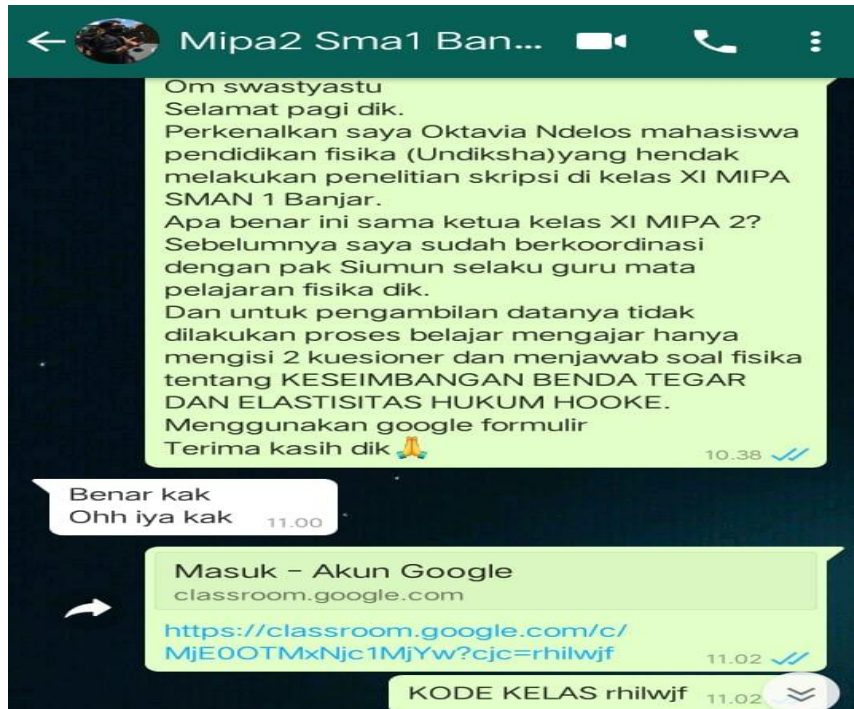 Mipa2 Sma1 Ban...
Om swastyastu
Selamat pagi dik.
Perkenalkan saya Oktavia Ndelos mahasiswa
pendidikan fisika (Undiksha)yang hendak
melakukan penelitian skripsi di kelas XI MIPA
SMAN 1 Banjar.
Apa benar ini sama ketua kelas XI MIPA 2?
Sebelumnya saya sudah berkoordinasi
dengan pak Siumun selaku guru mata
pelajaran fisika dik.
Dan untuk pengambilan datanya tidak
dilakukan proses belajar mengajar hanya
mengisi 2 kuesioner dan menjawab soal fisika
tentang KESEIMBANGAN BENDA TEGAR
DAN ELASTISITAS HUKUM HOOKE.
Menggunakan google formulir
Terima kasih dik 🙏 10.38
Benar kak
Ohh iya kak 11.00
Masuk - Akun Google
classroom.google.com
https://classroom.google.com/c/
MjE0OTMxNjc1MjYw?cjc=rhilwjf 11.02
KODE KELAS rhilwjf 11.02